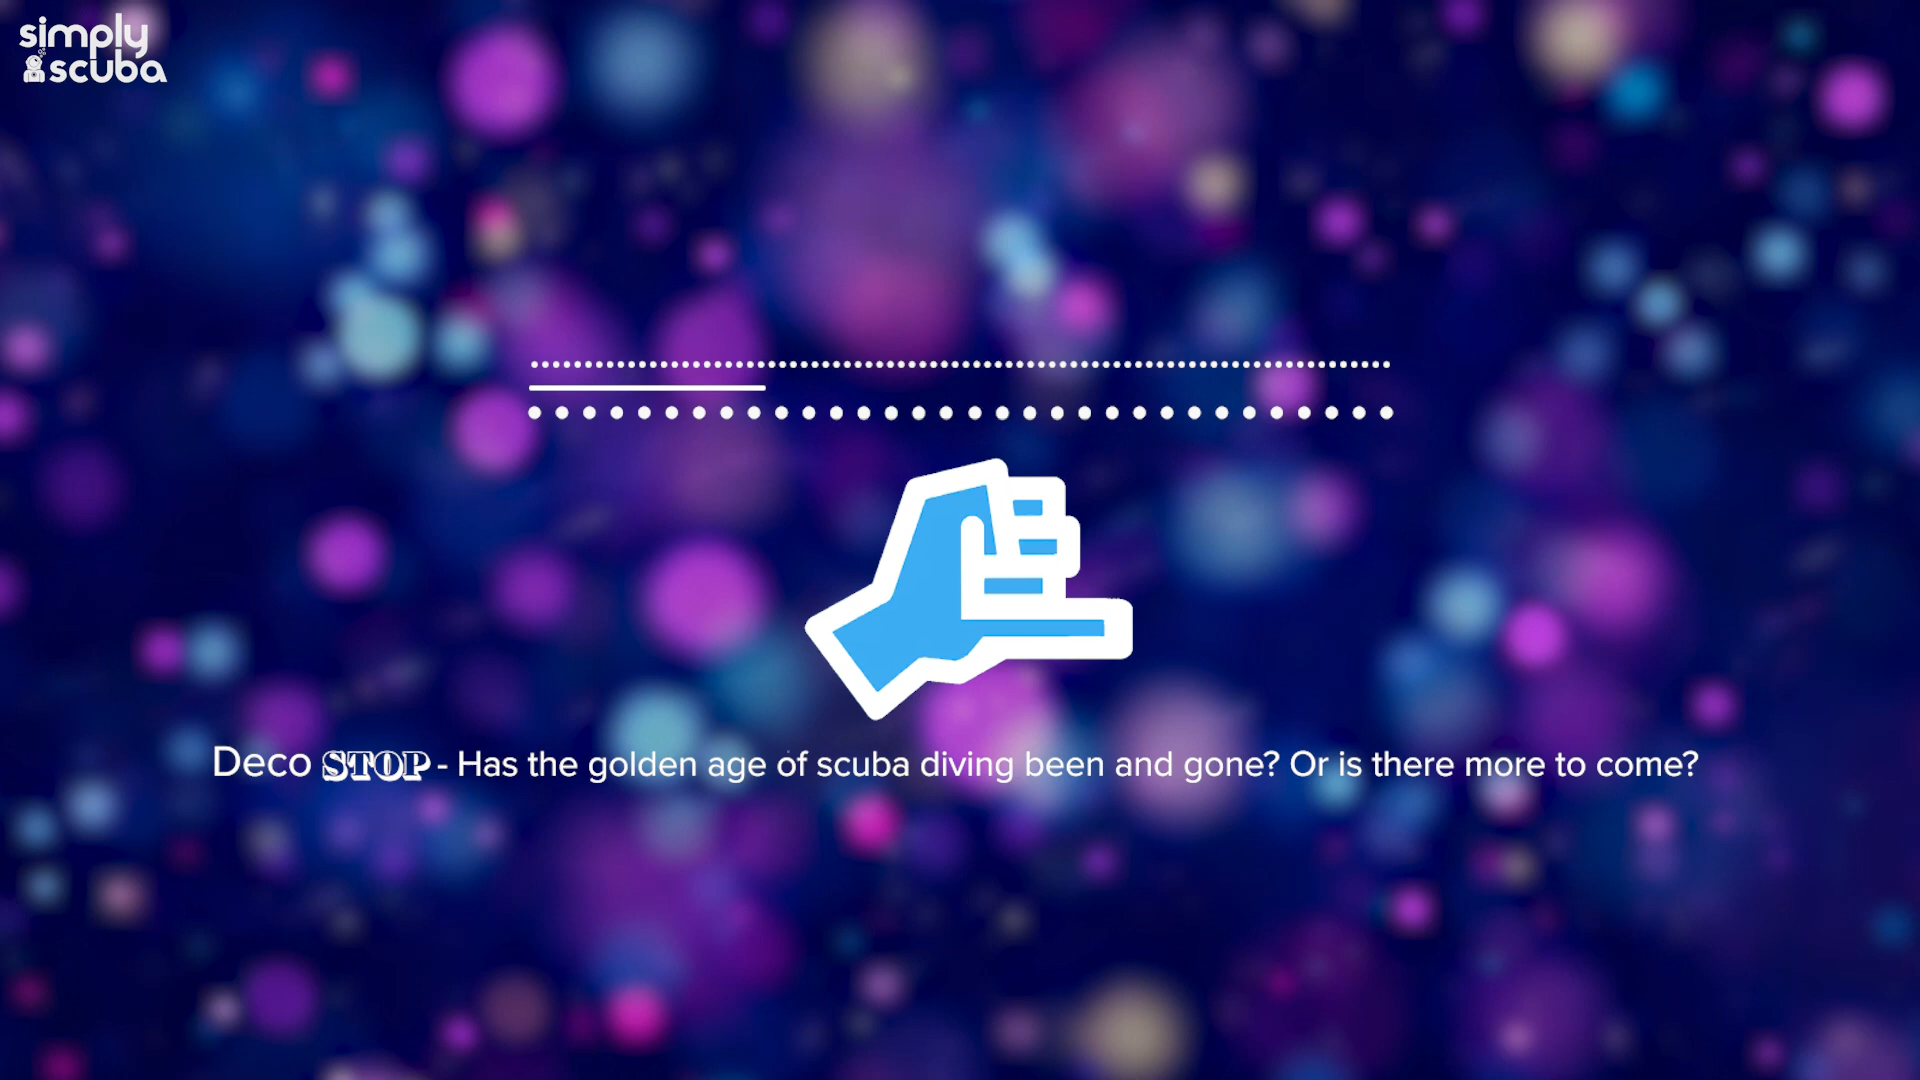 simply
scuba
Deco STOP - Has the golden age of scuba diving been and gone? Or is there more to come?